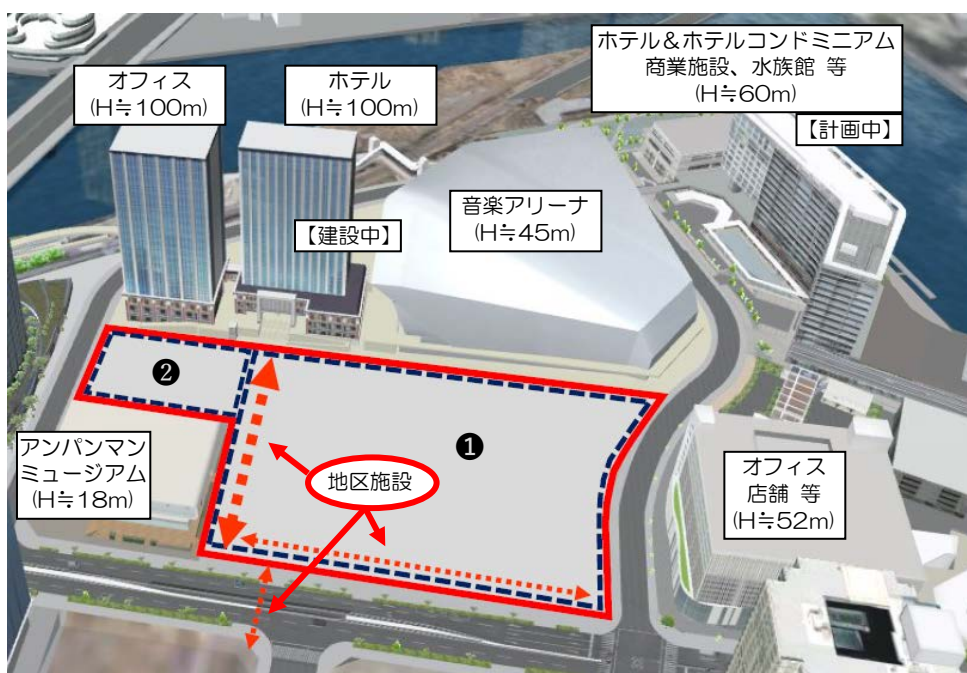 オフィス
(H≒100m)
ホテル
(H≒100m)
ホテル&ホテルコンドミニアム
商業施設、水族館 等
(H≒60m)
【計画中】
音楽アリーナ
(H≒45m)
【建設中】
❷
❶
アンパンマン
ミュージアム
(H≒18m)
地区施設
オフィス
店舗 等
(H≒52m)